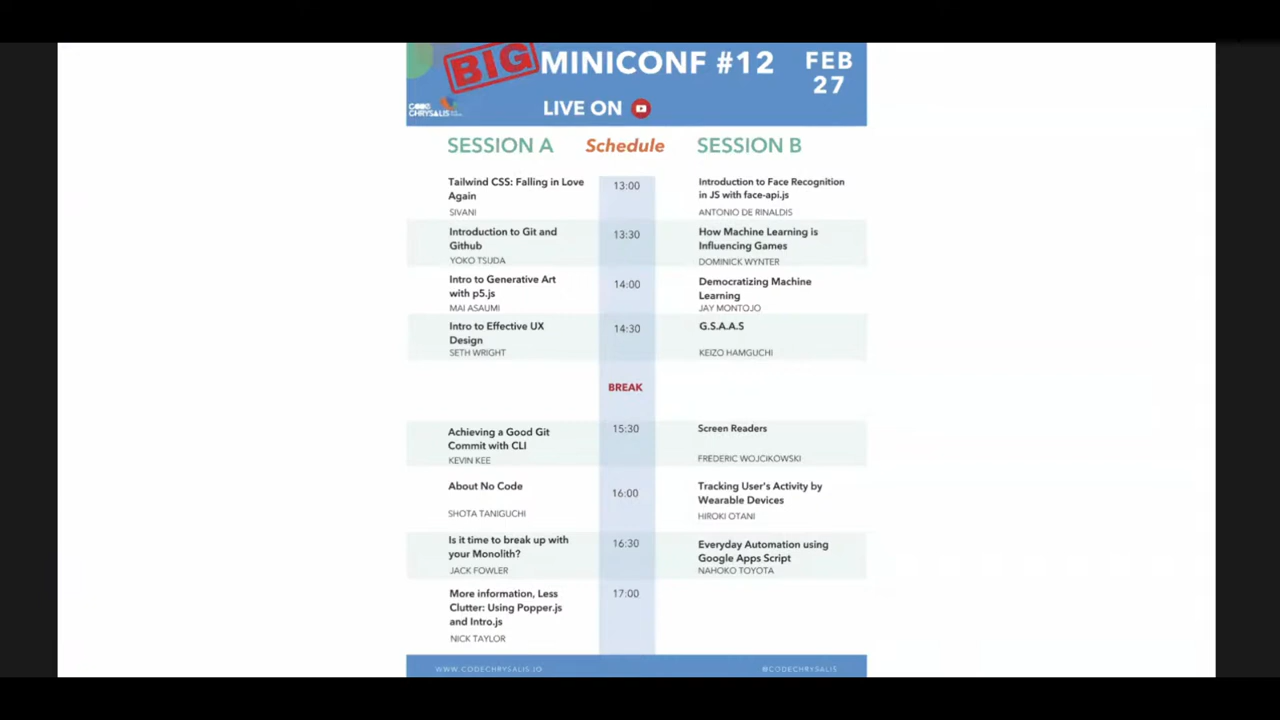 BIG MINICONF #12
FEB
27
CODE
CHRYSALIS
LIVE ON
SESSION A
Schedule
SESSION B
Tailwind CSS: Falling in Love
Again
SIVANI
13:00
Introduction to Face Recognition
in JS with face-api.js
ANTONIO DE RINALDIS
Introduction to Git and
Github
YOKO TSUDA
13:30
How Machine Learning is
Influencing Games
DOMINICK WYNTER
Intro to Generative Art
with p5.js
MAI ASAUMI
14:00
Democratizing Machine
Learning
JAY MONTOJO
Intro to Effective UX
Design
SETH WRIGHT
14:30
G.S.A.A.S
KEIZO HAMGUCHI
BREAK
Achieving a Good Git
Commit with CLI
KEVIN KEE
15:30
Screen Readers
FREDERIC WOJCIKOWSKI
About No Code
SHOTA TANIGUCHI
16:00
Tracking User's Activity by
Wearable Devices
HIROKI OTANI
Is it time to break up with
your Monolith?
JACK FOWLER
16:30
Everyday Automation using
Google Apps Script
NAHOKO TOYOTA
More information, Less
Clutter: Using Popper.js
and Intro.js
NICK TAYLOR
17:00
WWW.CODECHRYSALIS.IO
@CODECHRYSALIS